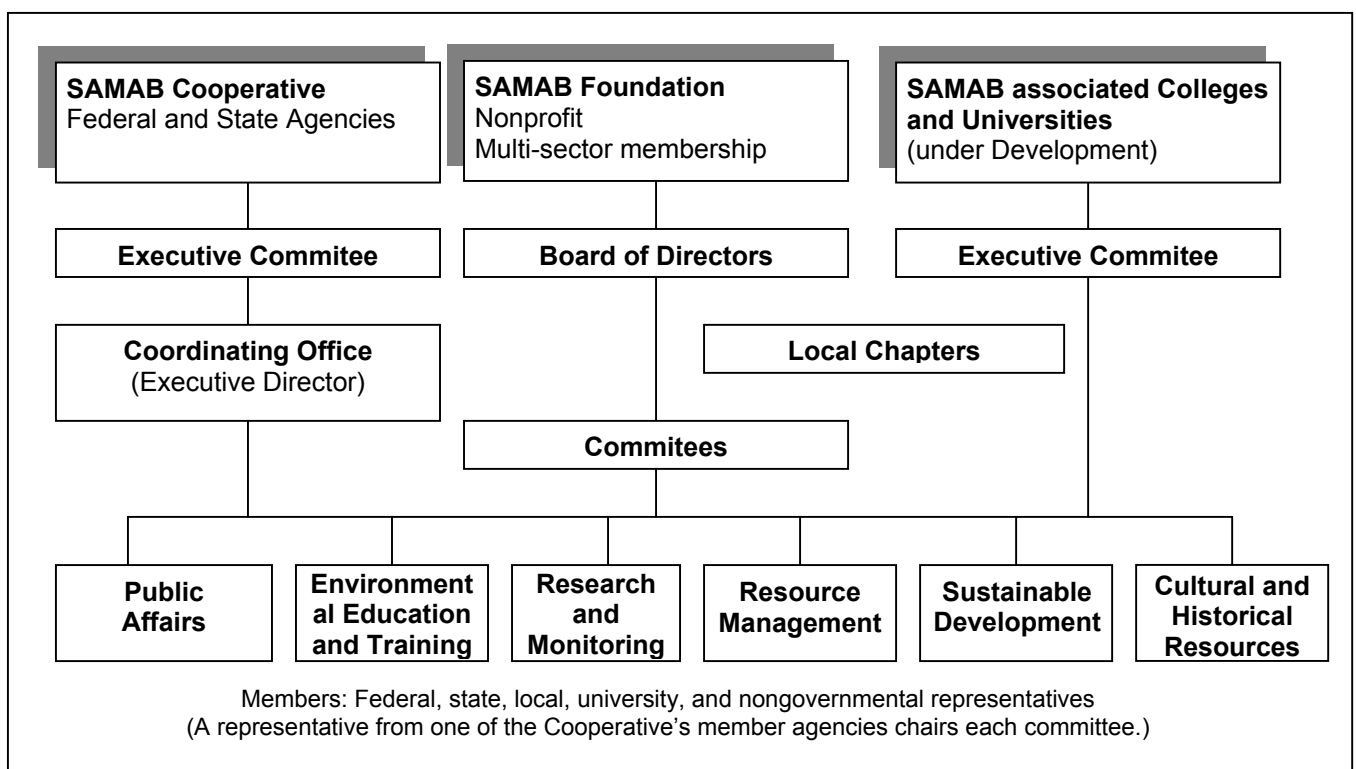 SAMAB Cooperative
Federal and State Agencies
SAMAB Foundation
Nonprofit
Multi-sector membership
SAMAB associated Colleges
and Universities
(under Development)
Executive Commitee
Board of Directors
Executive Commitee
Coordinating Office
(Executive Director)
Local Chapters
Commitees
Public
Affairs
Environment
al Education
and Training
Research
and
Monitoring
Resource
Management
Sustainable
Development
Cultural and
Historical
Resources
Members: Federal, state, local, university, and nongovernmental representatives
(A representative from one of the Cooperative’s member agencies chairs each committee.)